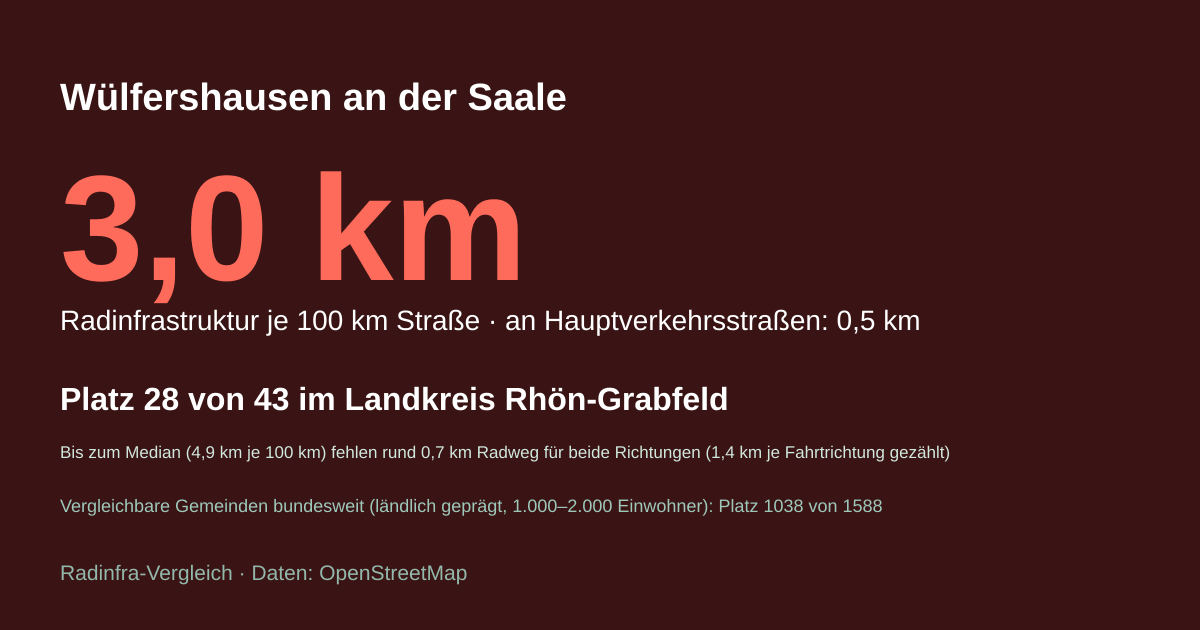 Wülfershausen an der Saale
3,0 km
Radinfrastruktur je 100 km Straße · an Hauptverkehrsstraßen: 0,5 km
Platz 28 von 43 im Landkreis Rhön-Grabfeld
Bis zum Median (4,9 km je 100 km) fehlen rund 0,7 km Radweg für beide Richtungen (1,4 km je Fahrtrichtung gezählt)
Vergleichbare Gemeinden bundesweit (ländlich geprägt, 1.000–2.000 Einwohner): Platz 1038 von 1588
Radinfra-Vergleich · Daten: OpenStreetMap